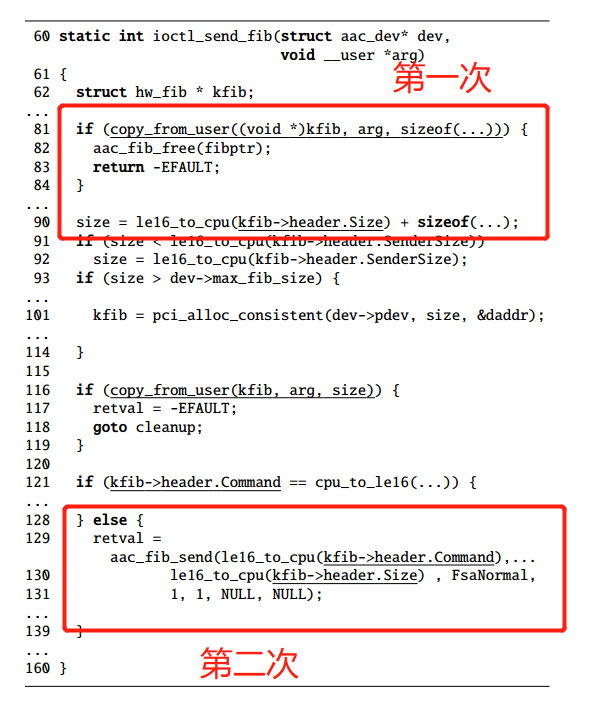 60 static int ioctl_send_fib(struct aac_dev* dev,
void __user *arg)
第一次
61 {
62 struct hw_fib * kfib;
...
81 if (copy_from_user((void *)kfib, arg, sizeof(...))) {
82 aac_fib_free(fibptr);
83 return -EFAULT;
84 }
...
90 size = le16_to_cpu(kfib->header.Size) + sizeof(...);
91 if (size < le16_to_cpu(kfib->header.SenderSize))
92 size = le16_to_cpu(kfib->header.SenderSize);
93 if (size > dev->max_fib_size) {
...
101 kfib = pci_alloc_consistent(dev->pdev, size, &daddr);
...
114 }
115
116 if (copy_from_user(kfib, arg, size)) {
117 retval = -EFAULT;
118 goto cleanup;
119 }
120
121 if (kfib->header.Command == cpu_to_le16(...)) {
...
128 } else {
129 retval =
aac_fib_send(le16_to_cpu(kfib->header.Command),...
130 le16_to_cpu(kfib->header.Size) , FsaNormal,
131 1, 1, NULL, NULL);
...
139 }
...
第二次
160 }